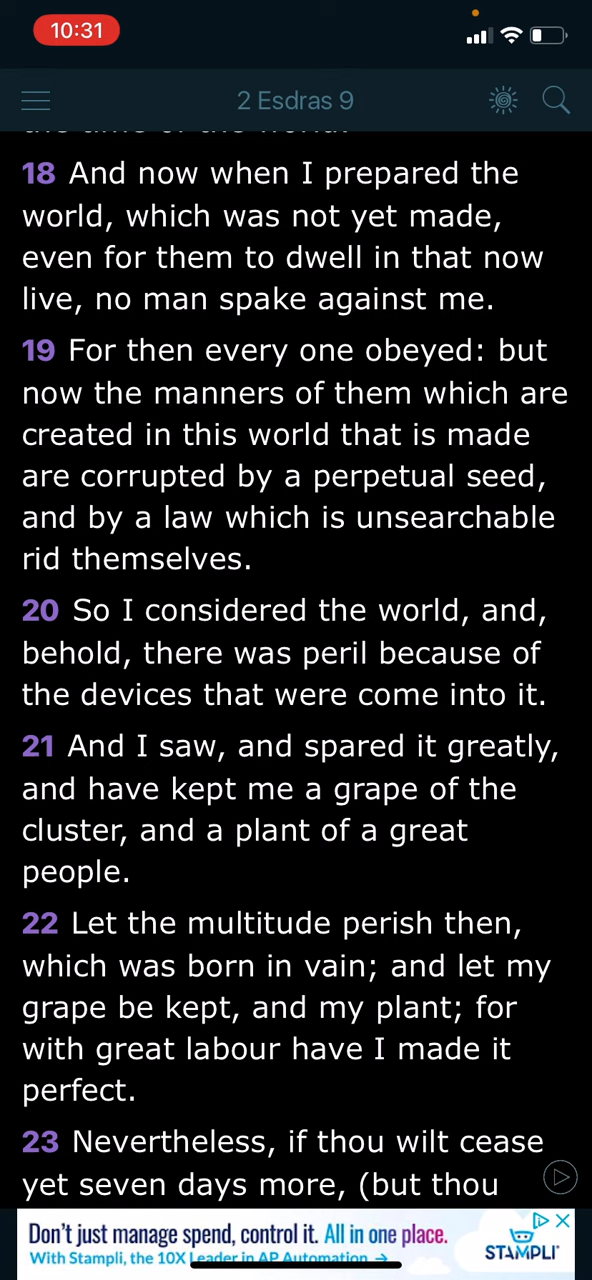 10:31
2 Esdras 9
the time of the world.
18 And now when I prepared the
world, which was not yet made,
even for them to dwell in that now
live, no man spake against me.
19 For then every one obeyed: but
now the manners of them which are
created in this world that is made
are corrupted by a perpetual seed,
and by a law which is unsearchable
rid themselves.
20 So I considered the world, and,
behold, there was peril because of
the devices that were come into it.
21 And I saw, and spared it greatly,
and have kept me a grape of the
cluster, and a plant of a great
people.
22 Let the multitude perish then,
which was born in vain; and let my
grape be kept, and my plant; for
with great labour have I made it
perfect.
23 Nevertheless, if thou wilt cease
yet seven days more, (but thou
Don't just manage spend, control it. All in one place.
With Stampli, the 10X Leader in AP Automation →
STAMPLI